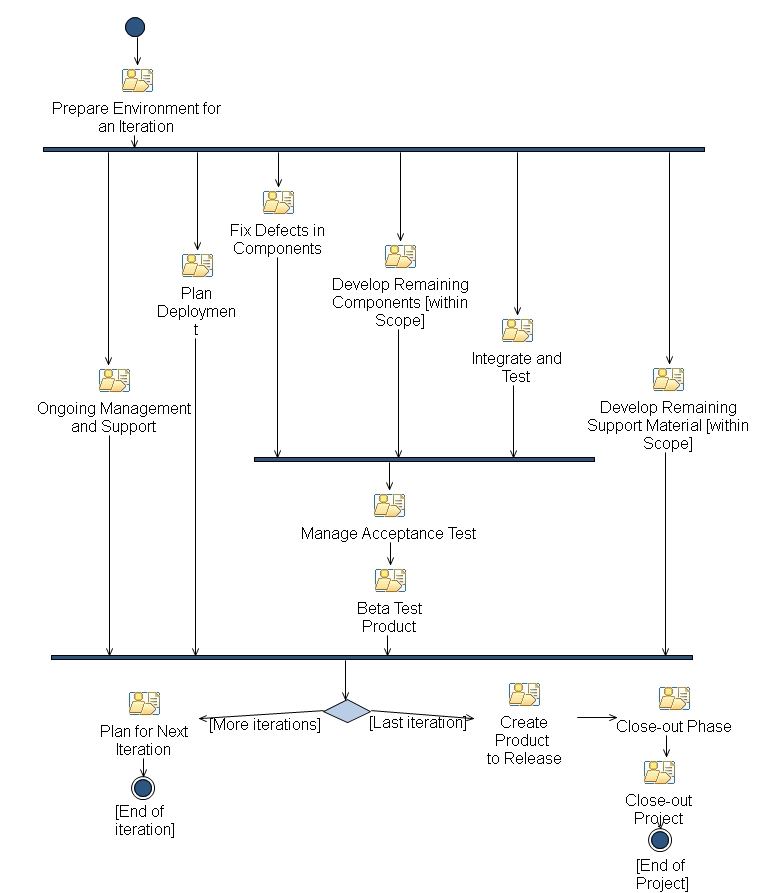 Prepare Environment for
an Iteration
Fix Defects in
Components
Plan
Deploymen
t
Develop Remaining
Components [within
Scope]
Integrate and
Test
Ongoing Management
and Support
Develop Remaining
Support Material [within
Scope]
Manage Acceptance Test
Beta Test
Product
Plan for Next
Iteration
[More iterations]
[Last iteration]
Create
Product
to Release
Close-out Phase
Close-out
Project
[End of
iteration]
[End of
Project]